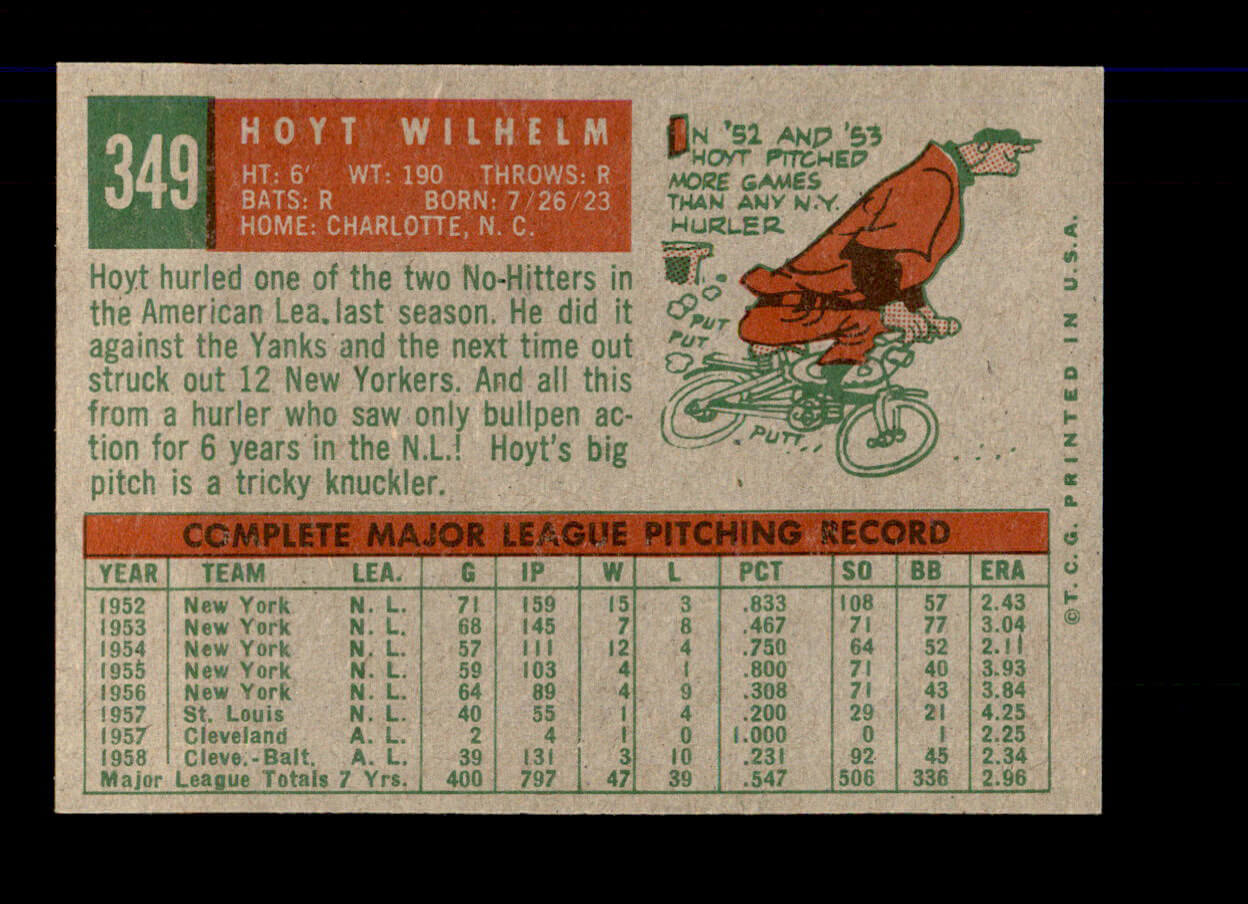 349
HOYT WILHELM
HT: 6' WT: 190 THROWS: R
BATS: R BORN: 7/26/23
HOME: CHARLOTTE, N. C.
IN '52 AND '53
HOYT PITCHED
MORE GAMES
THAN ANY N.Y.
HURLER
PUT
PUT
PUTT...
Hoyt hurled one of the two No-Hitters in
the American Lea. last season. He did it
against the Yanks and the next time out
struck out 12 New Yorkers. And all this
from a hurler who saw only bullpen ac-
tion for 6 years in the N.L.! Hoyt's big
pitch is a tricky knuckler.
COMPLETE MAJOR LEAGUE PITCHING RECORD
YEAR TEAM LEA. G IP W L PCT SO BB ERA
1952 New York N. L. 71 159 15 3 .833 108 57 2.43
1953 New York N. L. 68 145 7 8 .467 71 77 3.04
1954 New York N. L. 57 111 12 4 .750 64 52 2.11
1955 New York N. L. 59 103 4 1 .800 71 40 3.93
1956 New York N. L. 64 89 4 9 .308 71 43 3.84
1957 St. Louis N. L. 40 55 1 4 .200 29 21 4.25
1957 Cleveland A. L. 2 4 1 0 1.000 0 1 2.25
1958 Cleve.-Balt. A. L. 39 131 3 10 .231 92 45 2.34
Major League Totals 7 Yrs. 400 797 47 39 .547 506 336 2.96
© T. C. G. PRINTED IN U.S.A.